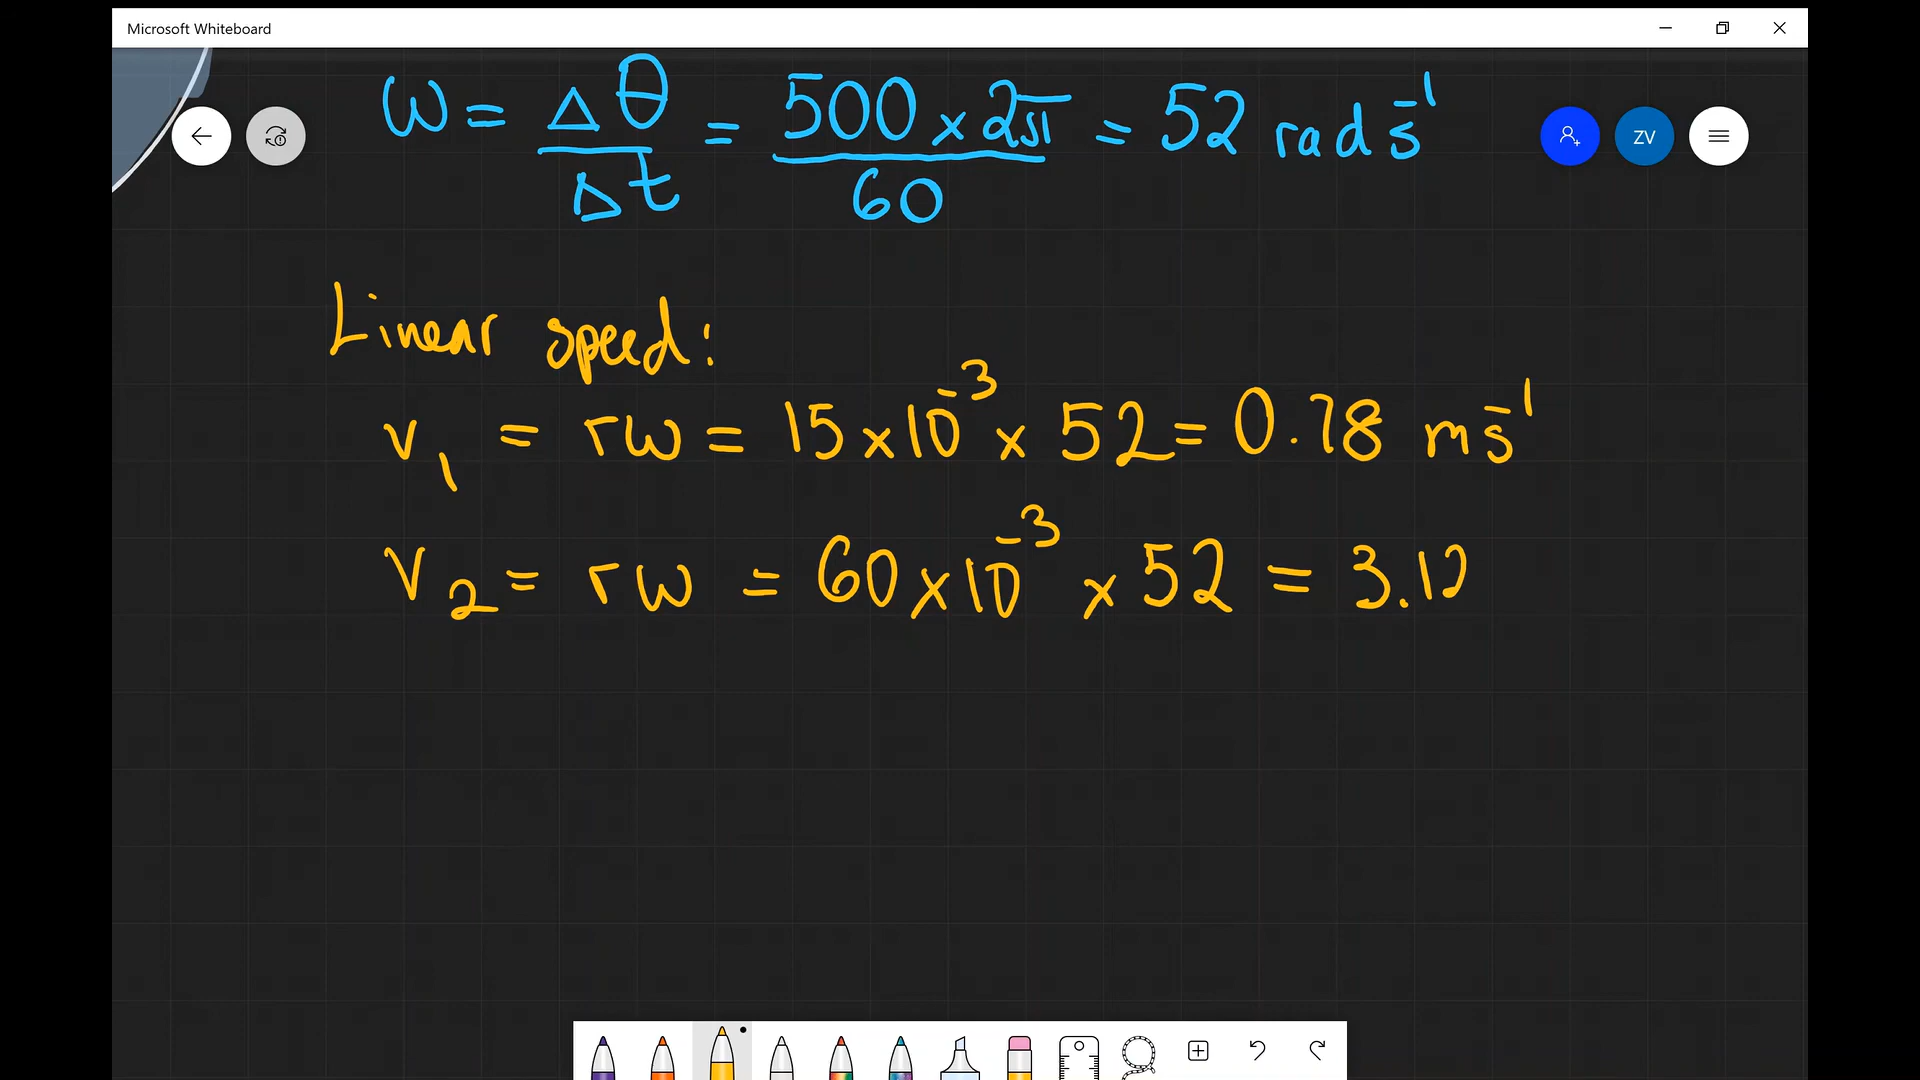 Microsoft Whiteboard
ω = Δθ/Δt = 500 × 2π/60 = 52 rad s⁻¹
ZV
Linear speed:
v₁ = rω = 15 × 10⁻³ × 52 = 0.78 m s⁻¹
v₂ = rω = 60 × 10⁻³ × 52 = 3.1